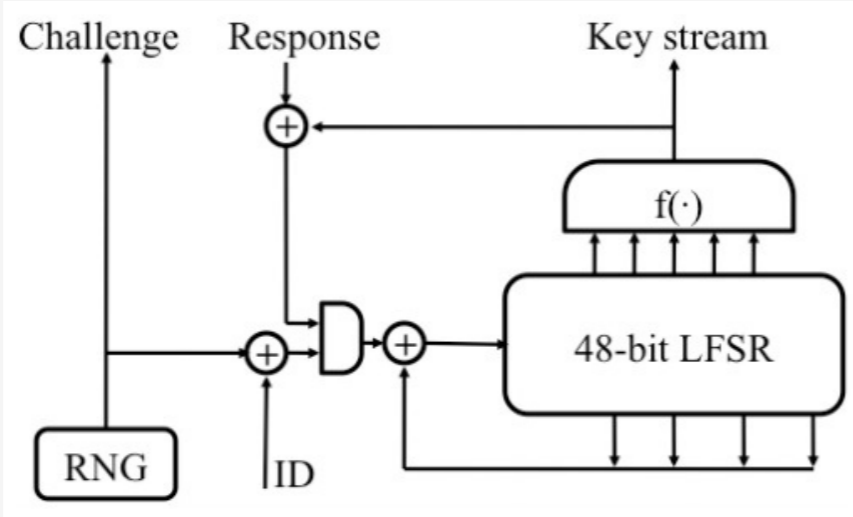 Challenge Response Key stream
f(·)
48-bit LFSR
RNG ID